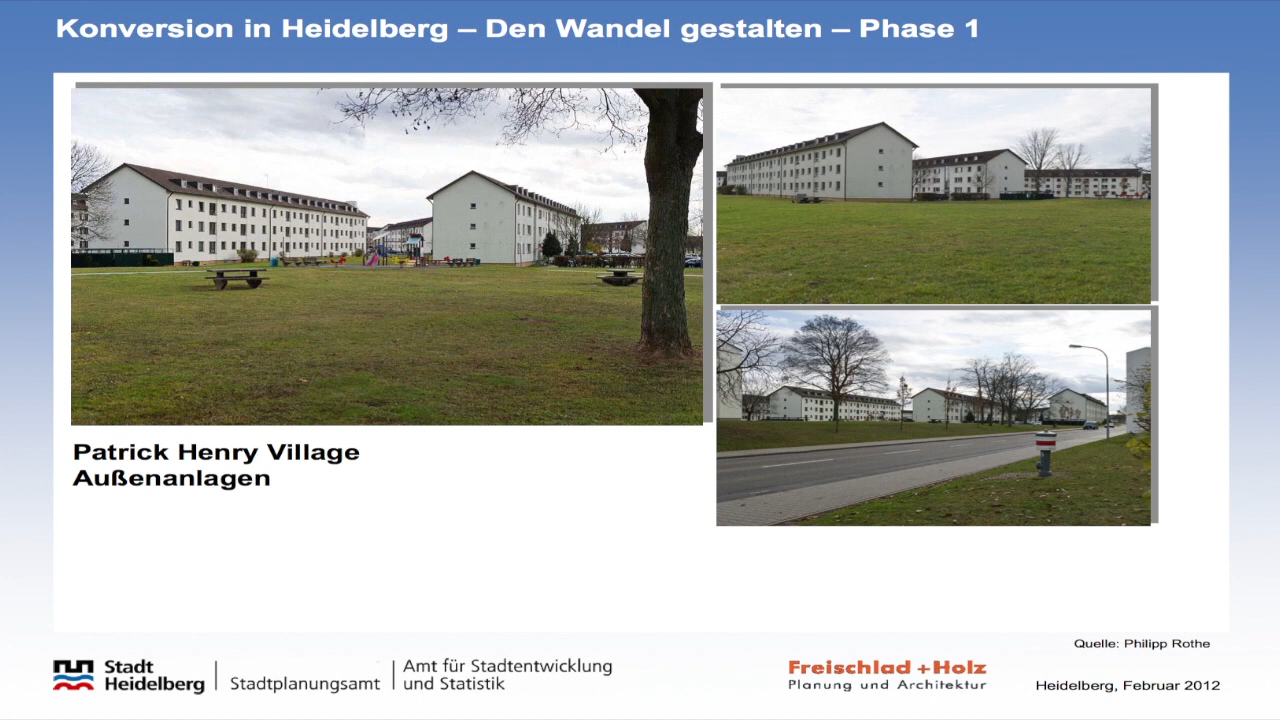 Konversion in Heidelberg – Den Wandel gestalten – Phase 1
Patrick Henry Village
Außenanlagen
Quelle: Philipp Rothe
Stadt
Heidelberg
Stadtplanungsamt
Amt für Stadtentwicklung
und Statistik
Freischlad + Holz
Planung und Architektur
Heidelberg, Februar 2012